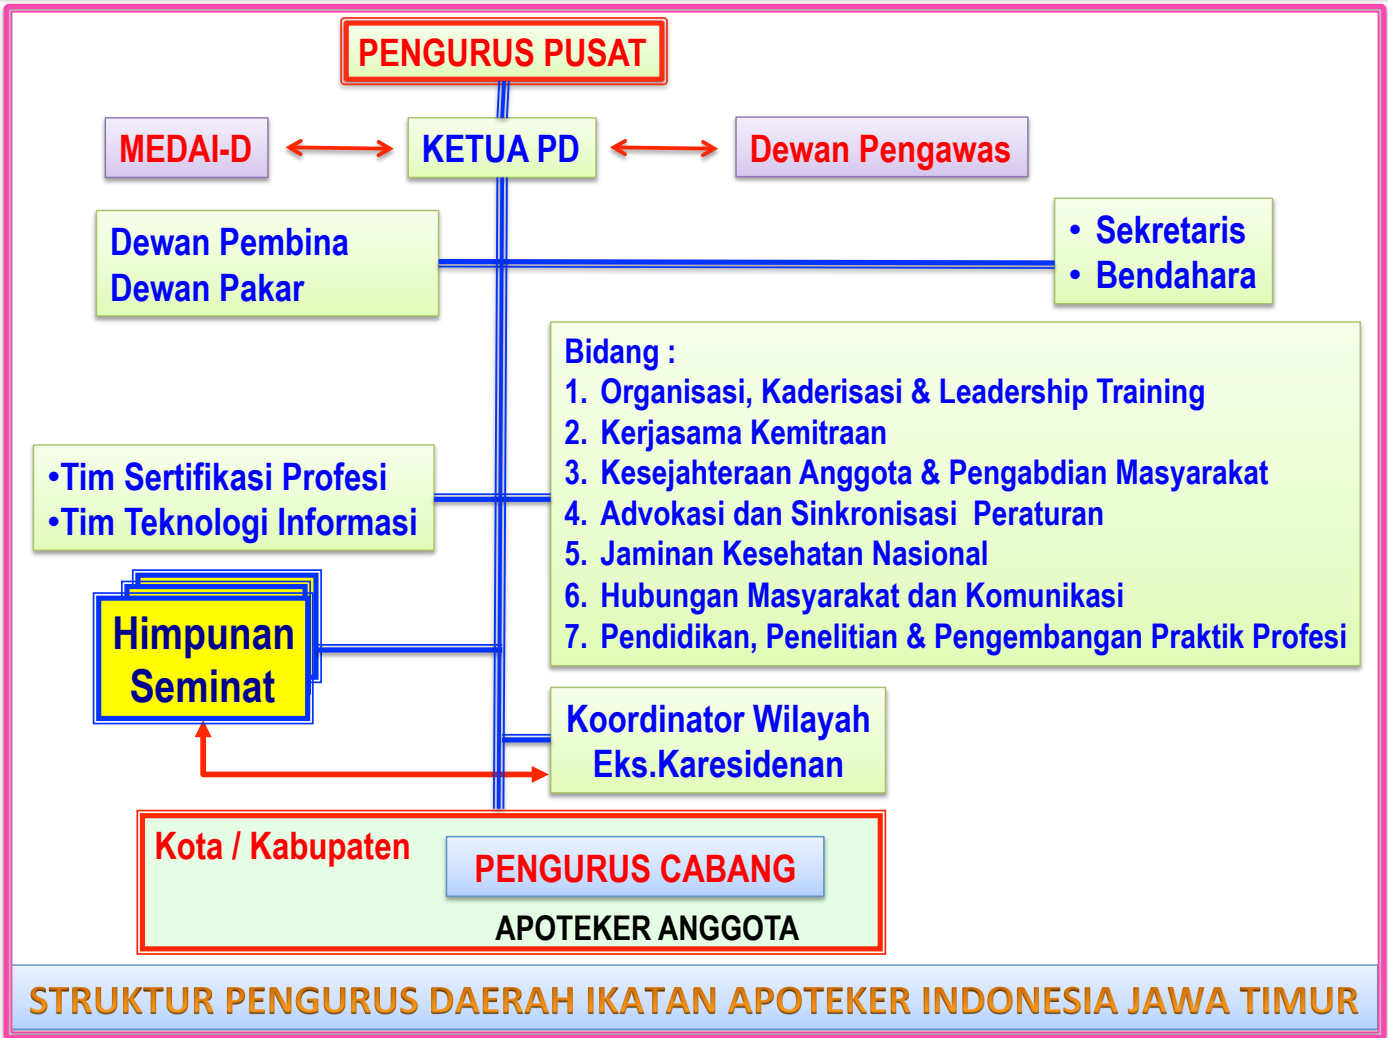 PENGURUS PUSAT
MEDAI-D
KETUA PD
Dewan Pengawas
Dewan Pembina
Dewan Pakar
• Sekretaris
• Bendahara
Bidang :
1. Organisasi, Kaderisasi & Leadership Training
2. Kerjasama Kemitraan
3. Kesejahteraan Anggota & Pengabdian Masyarakat
4. Advokasi dan Sinkronisasi Peraturan
5. Jaminan Kesehatan Nasional
6. Hubungan Masyarakat dan Komunikasi
7. Pendidikan, Penelitian & Pengembangan Praktik Profesi
•Tim Sertifikasi Profesi
•Tim Teknologi Informasi
Himpunan
Seminat
Koordinator Wilayah
Eks.Karesidenan
Kota / Kabupaten
PENGURUS CABANG
APOTEKER ANGGOTA
STRUKTUR PENGURUS DAERAH IKATAN APOTEKER INDONESIA JAWA TIMUR